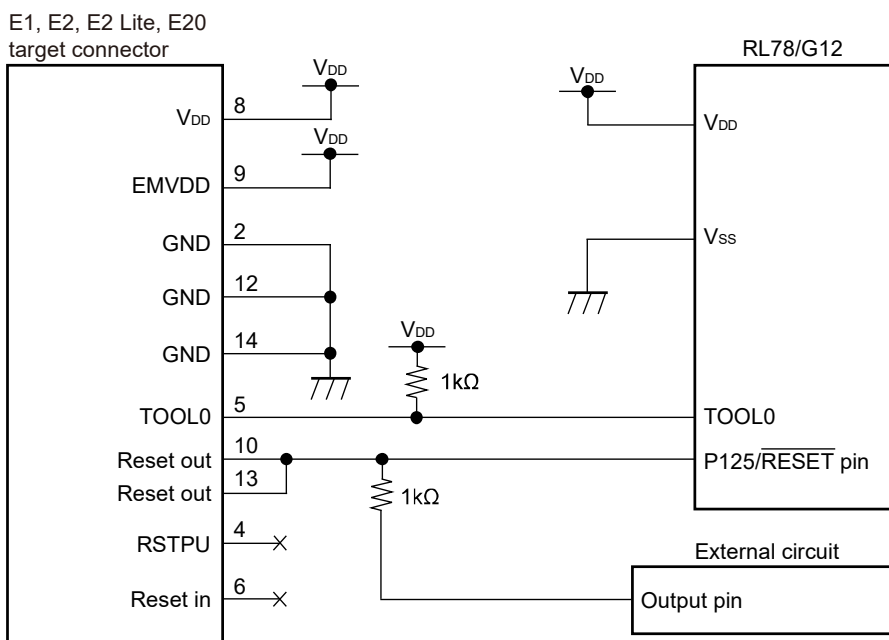 E1, E2, E2 Lite, E20
target connector
RL78/G12
VDD
8
VDD
VDD
VDD
VDD
EMVDD
9
GND
2
VSS
GND
12
GND
14
VDD
1kΩ
TOOL0
5
TOOL0
Reset out
10
P125/RESET pin
Reset out
13
1kΩ
RSTPU
4
External circuit
Reset in
6
Output pin